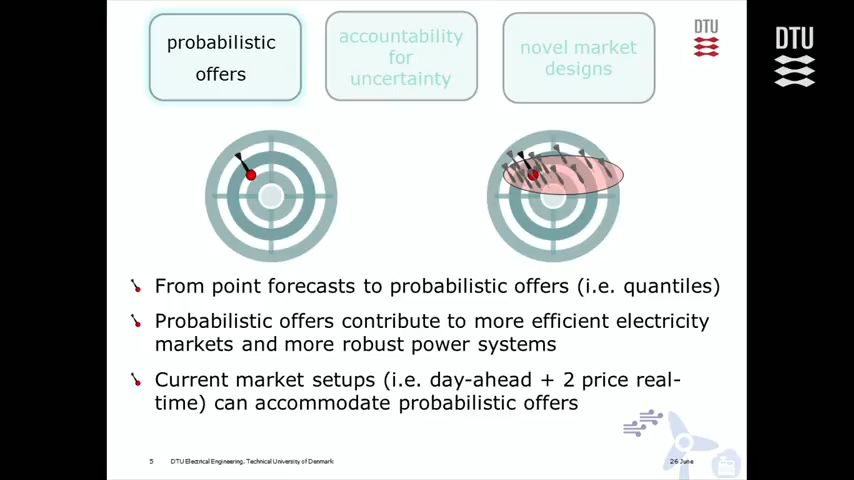 probabilistic
offers
accountability
for
uncertainty
novel market
designs
DTU
DTU
From point forecasts to probabilistic offers (i.e. quantiles)
Probabilistic offers contribute to more efficient electricity
markets and more robust power systems
Current market setups (i.e. day-ahead + 2 price real-
time) can accommodate probabilistic offers
5 DTU Electrical Engineering, Technical University of Denmark 26 June